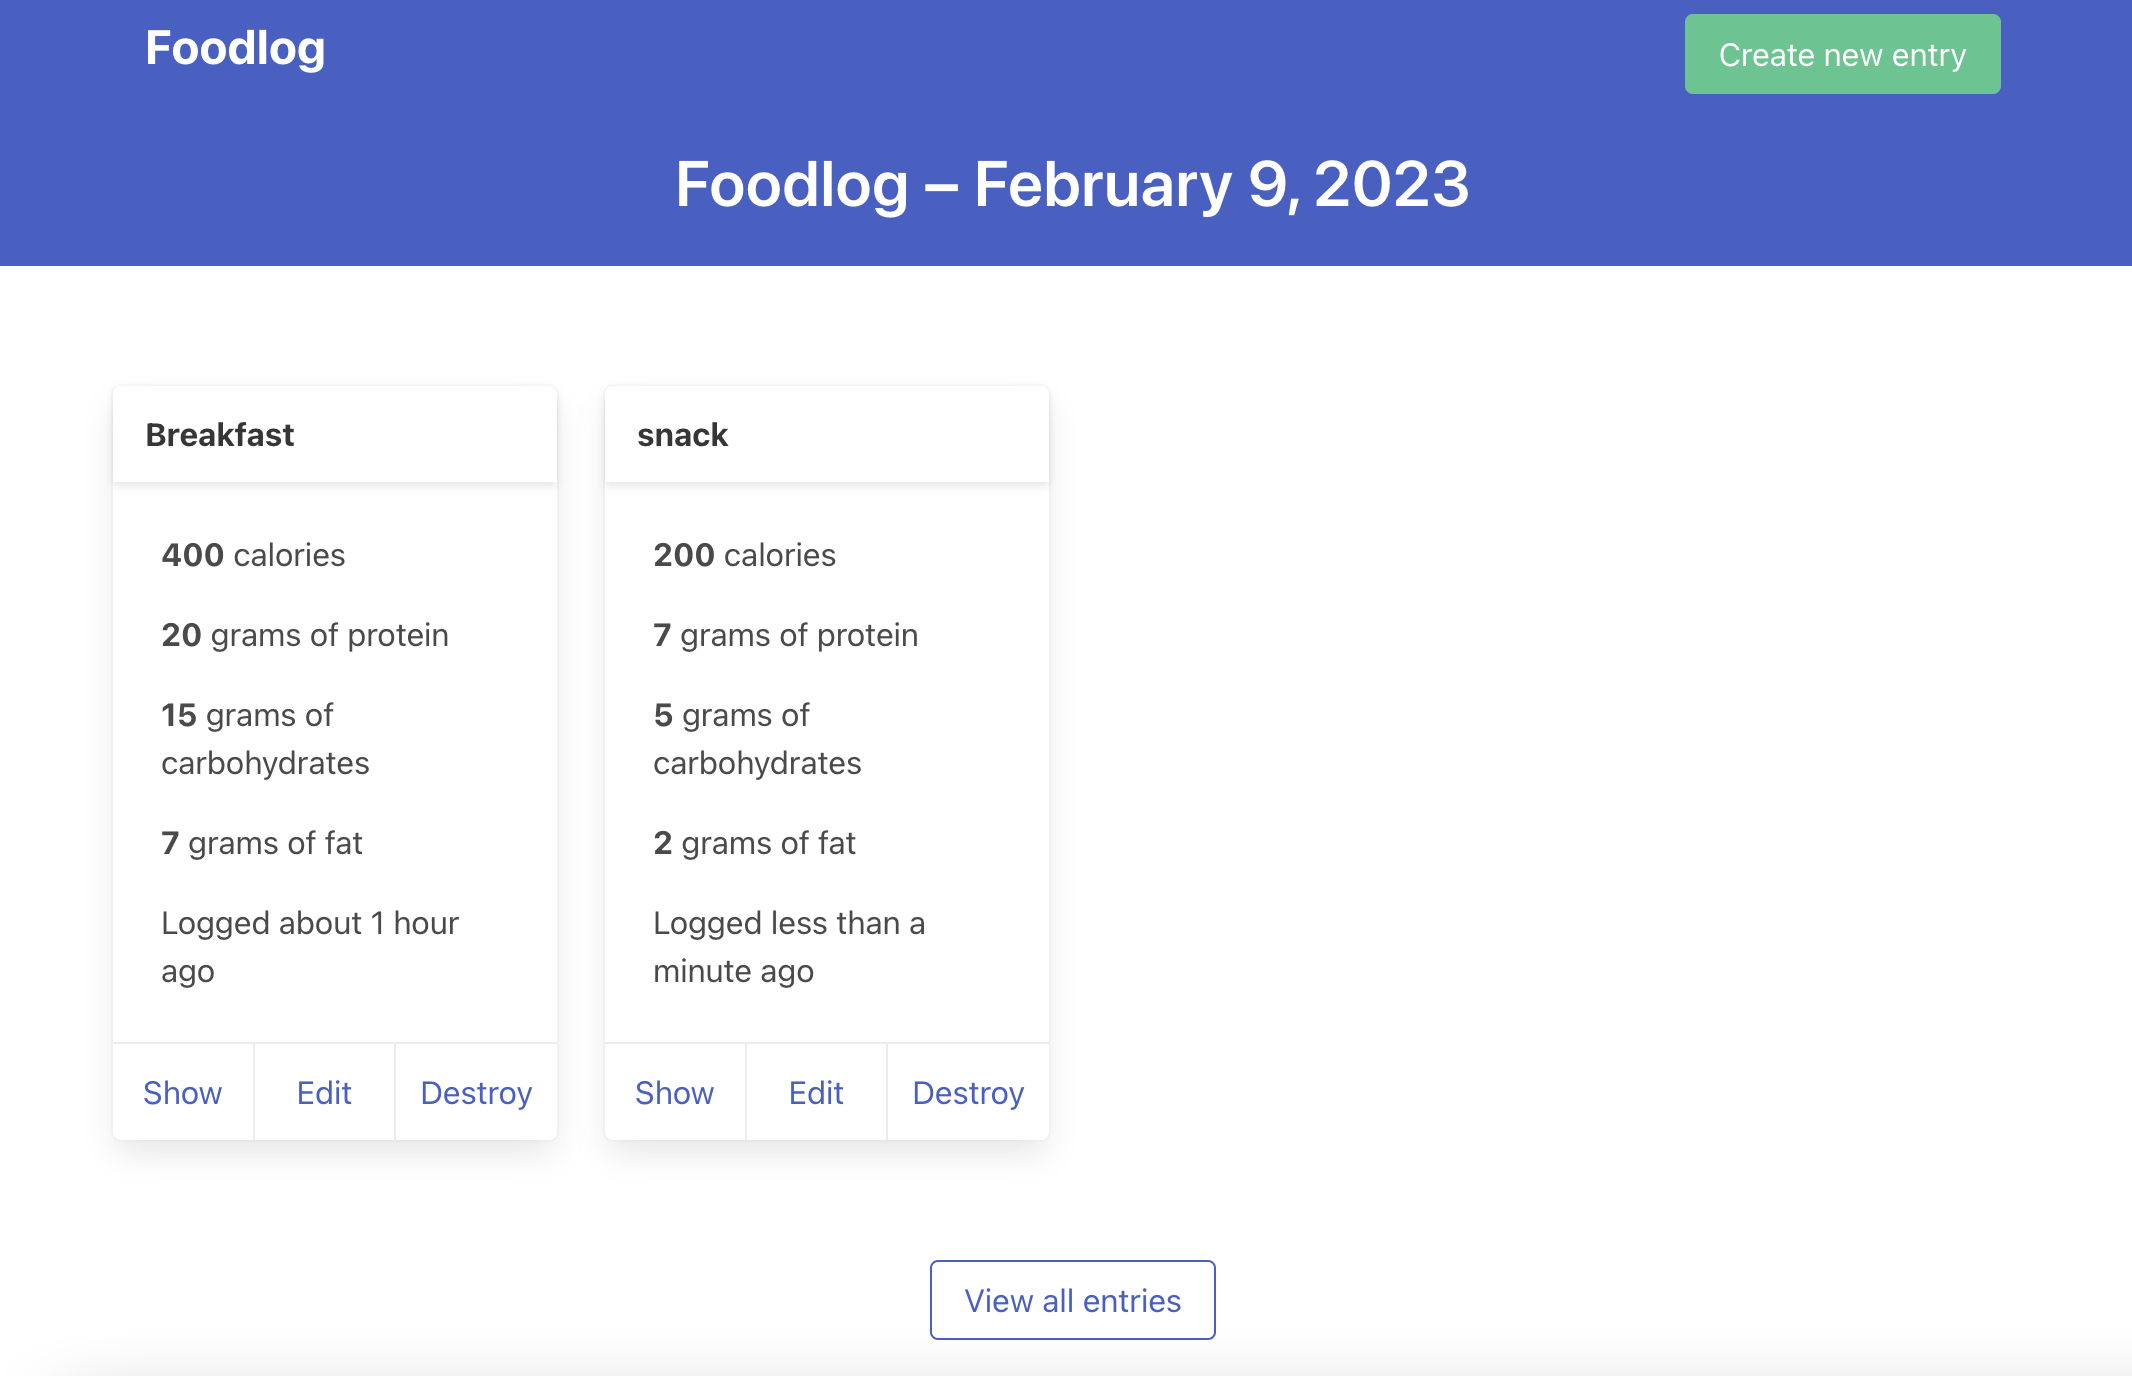 Foodlog
Create new entry
Foodlog – February 9, 2023
Breakfast
400 calories
20 grams of protein
15 grams of
carbohydrates
7 grams of fat
Logged about 1 hour
ago
Show
Edit
Destroy
snack
200 calories
7 grams of protein
5 grams of
carbohydrates
2 grams of fat
Logged less than a
minute ago
Show
Edit
Destroy
View all entries